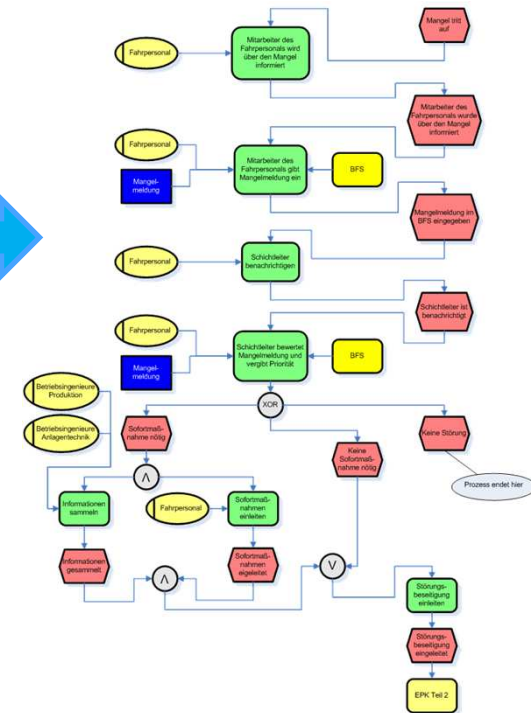 Mangel tritt
auf
Fahrpersonal
Mitarbeiter des
Fahrpersonals wird
über den Mangel
informiert
Mitarbeiter des
Fahrpersonals wurde
über den Mangel
informiert
Fahrpersonal
Mangel-
meldung
Mitarbeiter des
Fahrpersonals gibt
Mangelmeldung ein
BFS
Mangelmeldung im
BFS eingegeben
Fahrpersonal
Schichtleiter
benachrichtigen
Schichtleiter ist
benachrichtigt
Fahrpersonal
Mangel-
meldung
Schichtleiter bewertet
Mangelmeldung und
vergibt Priorität
BFS
Betriebsingenieure
Produktion
Betriebsingenieure
Anlagentechnik
XOR
Sofortmaß-
nahme nötig
Keine
Sofortmaß-
nahme nötig
Keine Störung
Prozess endet hier
Λ
Informationen
sammeln
Fahrpersonal
Sofortmaß-
nahmen
einleiten
Informationen
gesammelt
Λ
Sofortmaß-
nahmen
eigeleitet
V
Störungs-
beseitigung
einleiten
Störungs-
beseitigung
eingeleitet
EPK Teil 2